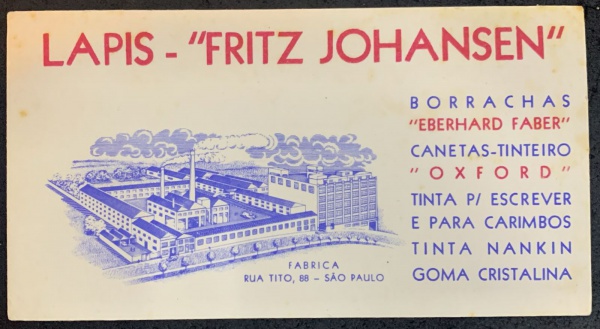 LAPIS - "FRITZ JOHANSEN"
BORRACHAS
"EBERHARD FABER"
CANETAS-TINTEIRO
"OXFORD"
TINTA P/ ESCREVER
E PARA CARIMBOS
TINTA NANKIN
GOMA CRISTALINA
FABRICA
RUA TITO, 88 - SÃO PAULO